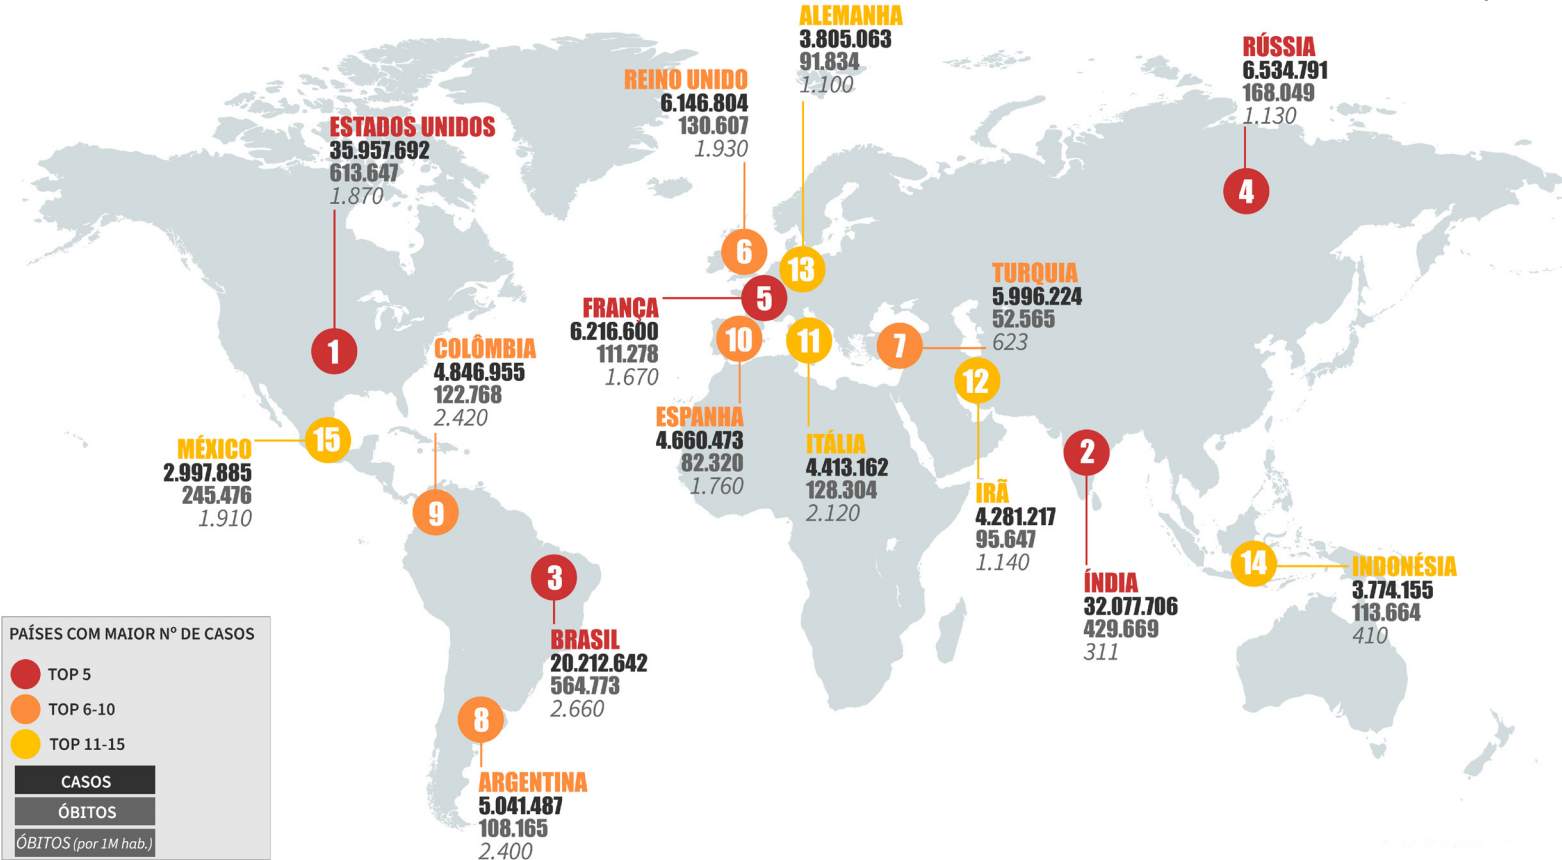 ALEMANHA
3.805.063
91.834
1.100
RÚSSIA
6.534.791
168.049
1.130
4
REINO UNIDO
6.146.804
130.607
1.930
6
ESTADOS UNIDOS
35.957.692
613.647
1.870
1
13
FRANÇA
6.216.600
111.278
1.670
5
TURQUIA
5.996.224
52.565
623
7
COLÔMBIA
4.846.955
122.768
2.420
9
10
ESPANHA
4.660.473
82.320
1.760
11
ITÁLIA
4.413.162
128.304
2.120
12
IRÃ
4.281.217
95.647
1.140
MÉXICO
2.997.885
245.476
1.910
15
2
ÍNDIA
32.077.706
429.669
311
14
INDONÉSIA
3.774.155
113.664
410
3
BRASIL
20.212.642
564.773
2.660
8
ARGENTINA
5.041.487
108.165
2.400
PAÍSES COM MAIOR Nº DE CASOS
TOP 5
TOP 6-10
TOP 11-15
CASOS
ÓBITOS
ÓBITOS (por 1M hab.)